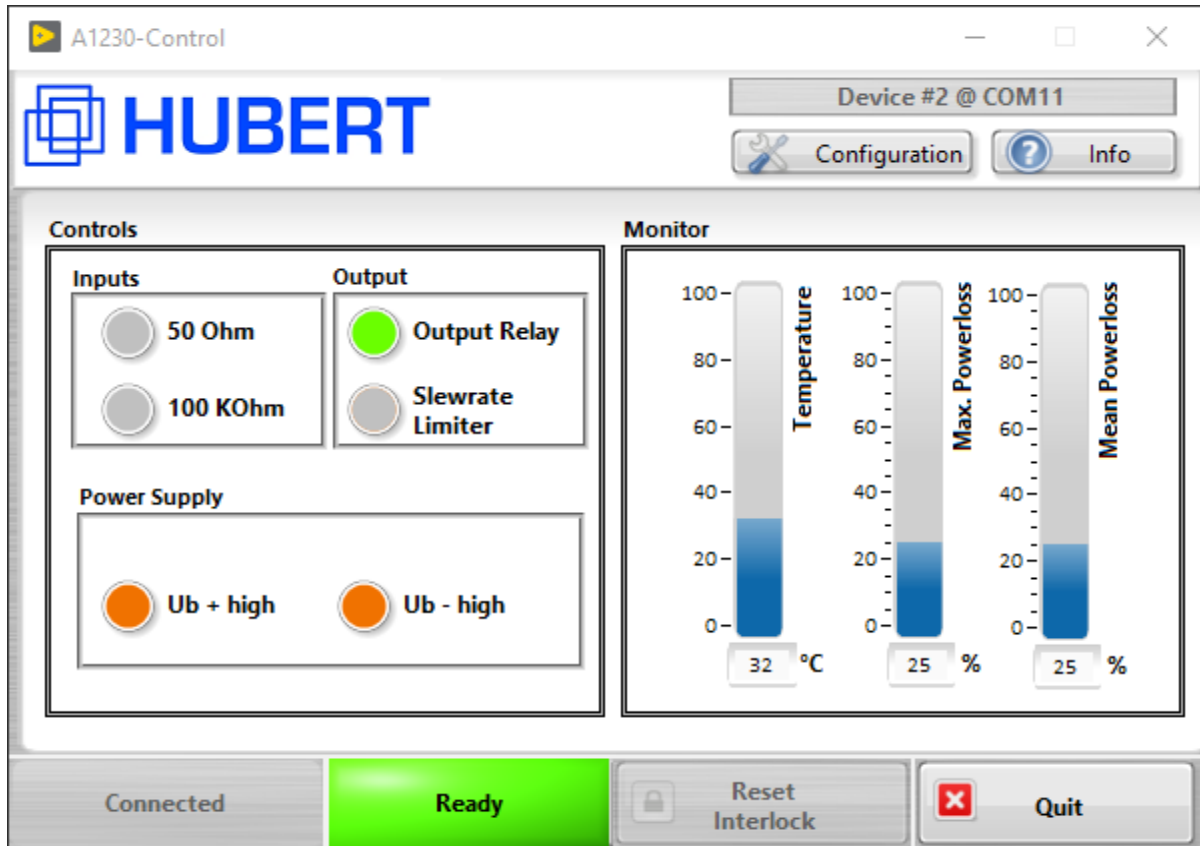 A1230-Control
HUBERT
Device #2 @ COM11
Configuration
Info
Controls
Inputs
50 Ohm
100 KOhm
Output
Output Relay
Slewrate
Limiter
Power Supply
Ub + high
Ub - high
Monitor
100
80
60
40
20
0
Temperature
32 °C
100
80
60
40
20
0
Max. Powerloss
25 %
100
80
60
40
20
0
Mean Powerloss
25 %
Connected
Ready
Reset
Interlock
Quit